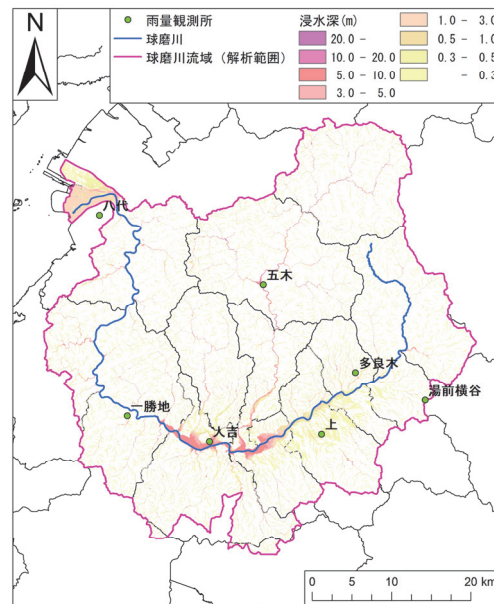 N
雨量観測所
球磨川
球磨川流域（解析範囲）
浸水深(m)
20.0 -
10.0 - 20.0
5.0 - 10.0
3.0 - 5.0
1.0 - 3.0
0.5 - 1.0
0.3 - 0.5
- 0.3
八代
五木
多良木
湯前横谷
一勝地
人吉
上
0 5 10 20 km